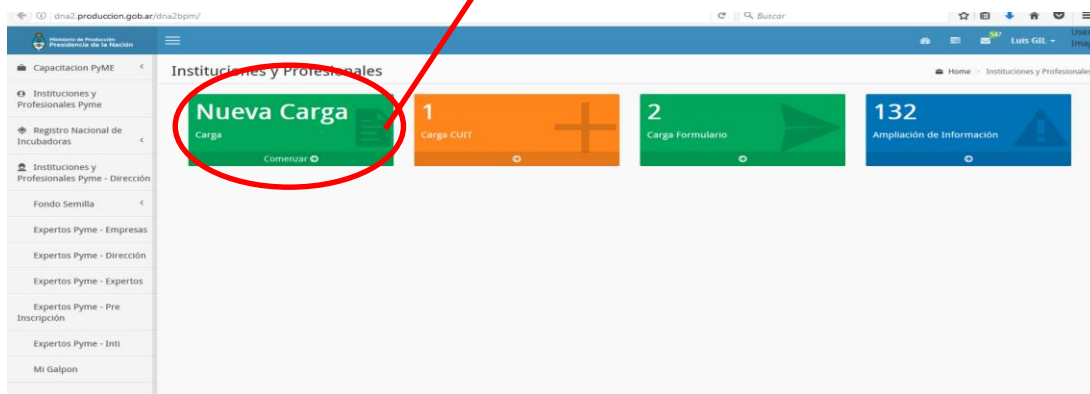 dna2.produccion.gob.ar/dna2bpm/
Buscar
Ministerio de Producción
Presidencia de la Nación
547
Luis GIL
User
Imag
Capacitacion PyME
Instituciones y Profesionales
Home > Instituciones y Profesionales
Instituciones y
Profesionales Pyme
Registro Nacional de
Incubadoras
Instituciones y
Profesionales Pyme - Dirección
Fondo Semilla
Expertos Pyme - Empresas
Expertos Pyme - Dirección
Expertos Pyme - Expertos
Expertos Pyme - Pre
Inscripción
Expertos Pyme - Inti
Mi Galpon
Nueva Carga
Carga
Comenzar
1
Carga CUIT
2
Carga Formulario
132
Ampliación de Información